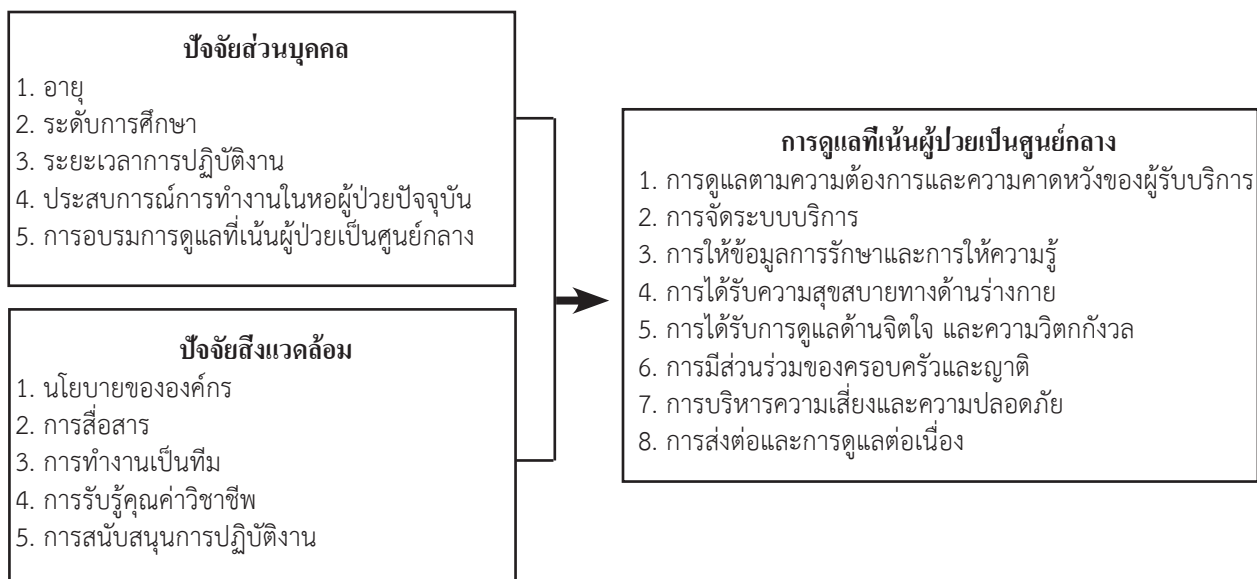 ปัจจัยส่วนบุคคล
1. อายุ
2. ระดับการศึกษา
3. ระยะเวลาการปฏิบัติงาน
4. ประสบการณ์การทำงานในหอผู้ป่วยปัจจุบัน
5. การอบรมการดูแลที่เน้นผู้ป่วยเป็นศูนย์กลาง
ปัจจัยสิ่งแวดล้อม
1. นโยบายขององค์กร
2. การสื่อสาร
3. การทำงานเป็นทีม
4. การรับรู้คุณค่าวิชาชีพ
5. การสนับสนุนการปฏิบัติงาน
การดูแลที่เน้นผู้ป่วยเป็นศูนย์กลาง
1. การดูแลตามความต้องการและความคาดหวังของผู้รับบริการ
2. การจัดระบบบริการ
3. การให้ข้อมูลการรักษาและการให้ความรู้
4. การได้รับความสุขสบายทางด้านร่างกาย
5. การได้รับการดูแลด้านจิตใจ และความวิตกกังวล
6. การมีส่วนร่วมของครอบครัวและญาติ
7. การบริหารความเสี่ยงและความปลอดภัย
8. การส่งต่อและการดูแลต่อเนื่อง